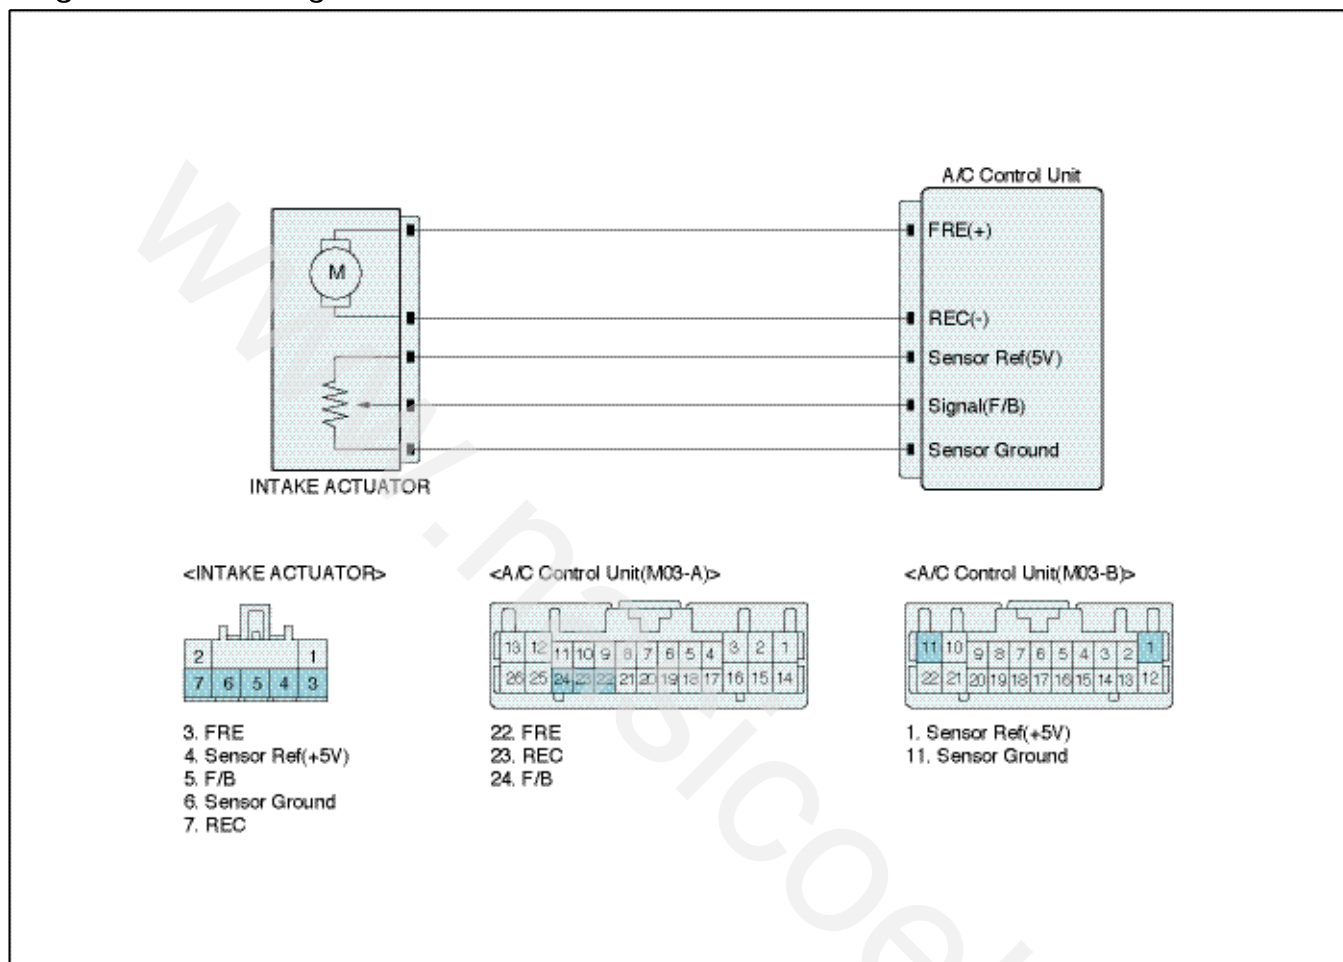 A/C Control Unit
FRE(+)
M
REC(-)
Sensor Ref(5V)
Signal(F/B)
Sensor Ground
INTAKE ACTUATOR
<INTAKE ACTUATOR>
2 1
7 6 5 4 3
3. FRE
4. Sensor Ref(+5V)
5. F/B
6. Sensor Ground
7. REC
<A/C Control Unit(M03-A)>
13 12 11 10 9 8 7 6 5 4 3 2 1
26 25 24 23 22 21 20 19 18 17 16 15 14
22. FRE
23. REC
24. F/B
<A/C Control Unit(M03-B)>
11 10 9 8 7 6 5 4 3 2 1
22 21 20 19 18 17 16 15 14 13 12
1. Sensor Ref(+5V)
11. Sensor Ground